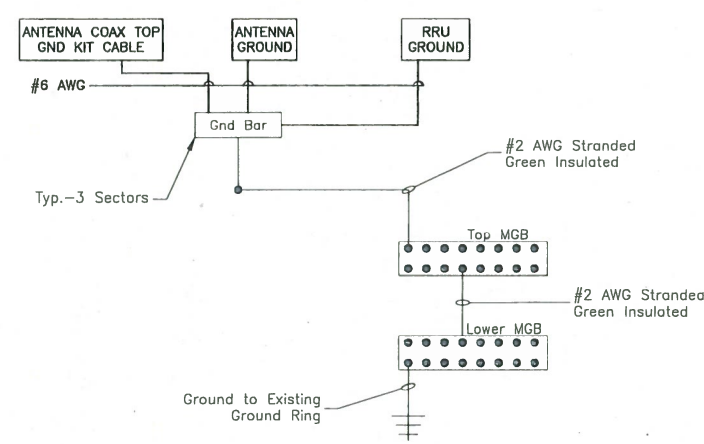 ANTENNA COAX TOP
GND KIT CABLE
ANTENNA
GROUND
RRU
GROUND
#6 AWG
Gnd Bar
#2 AWG Stranded
Green Insulated
Typ.-3 Sectors
Top MGB
#2 AWG Stranded
Green Insulated
Lower MGB
Ground to Existing
Ground Ring